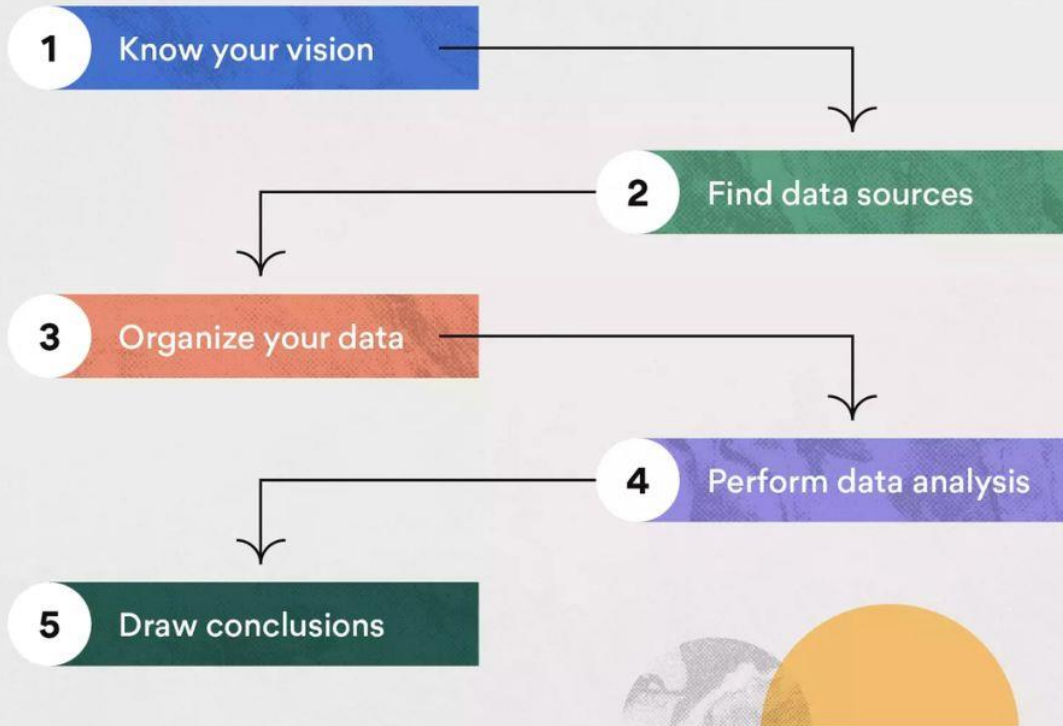 1 Know your vision
2 Find data sources
3 Organize your data
4 Perform data analysis
5 Draw conclusions